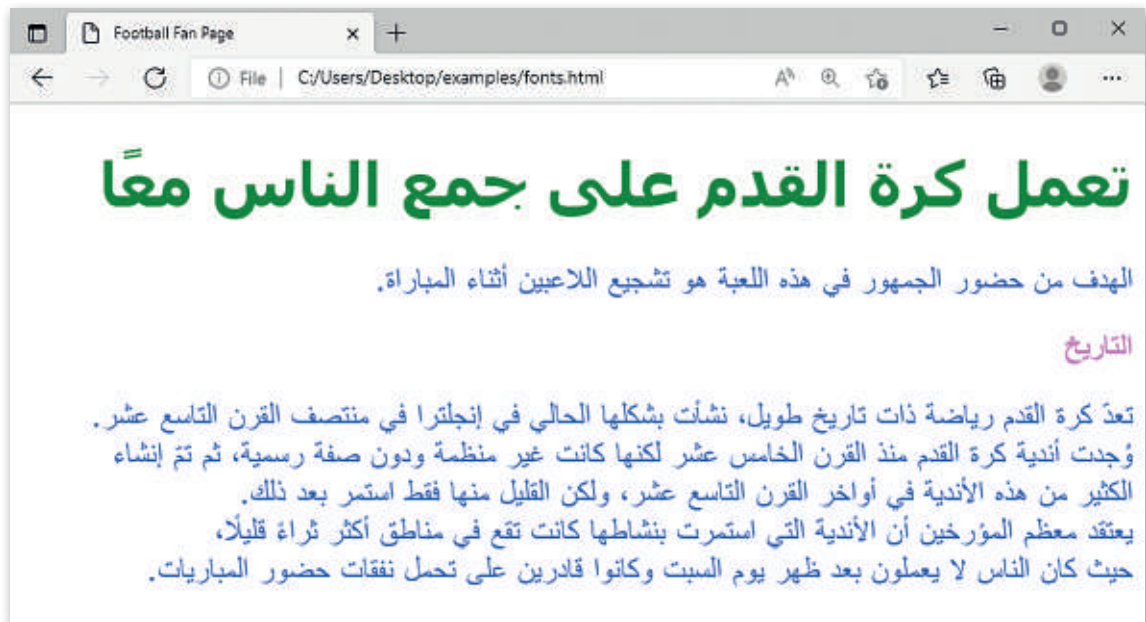 Football Fan Page
File | C:/Users/Desktop/examples/fonts.html
تعمل كرة القدم على جمع الناس معًا
الهدف من حضور الجمهور في هذه اللعبة هو تشجيع اللاعبين أثناء المباراة.
التاريخ
تعدّ كرة القدم رياضة ذات تاريخ طويل، نشأت بشكلها الحالي في إنجلترا في منتصف القرن التاسع عشر.
وُجدت أندية كرة القدم منذ القرن الخامس عشر لكنها كانت غير منظمة ودون صفة رسمية، ثم تمّ إنشاء
الكثير من هذه الأندية في أواخر القرن التاسع عشر، ولكن القليل منها فقط استمر بعد ذلك.
يعتقد معظم المؤرخين أن الأندية التي استمرت بنشاطها كانت تقع في مناطق أكثر ثراءً قليلًا،
حيث كان الناس لا يعملون بعد ظهر يوم السبت وكانوا قادرين على تحمل نفقات حضور المباريات.